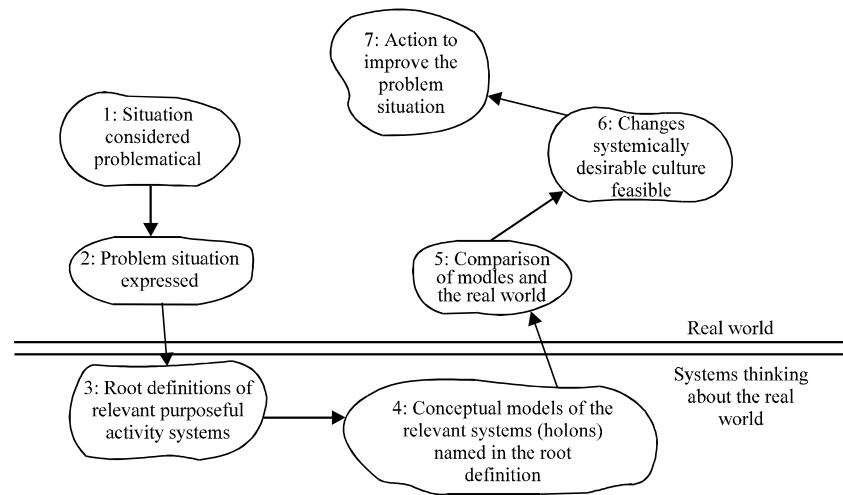 1: Situation
considered
problematical
2: Problem situation
expressed
3: Root definitions of
relevant purposeful
activity systems
4: Conceptual models of the
relevant systems (holons)
named in the root
definition
5: Comparison
of modles and
the real world
6: Changes
systemically
desirable culture
feasible
7: Action to
improve the
problem
situation
Real world
Systems thinking
about the real
world